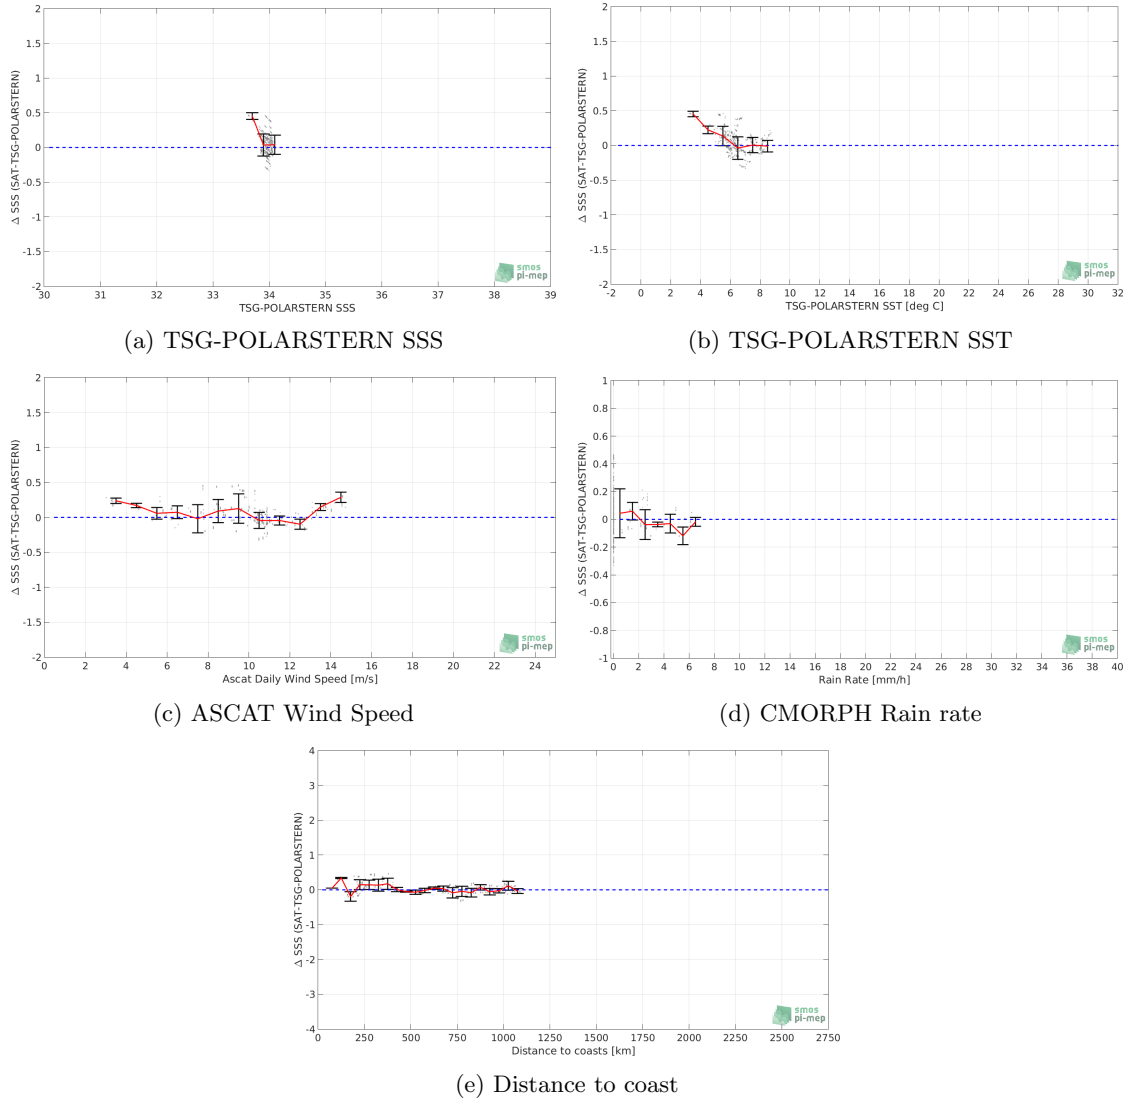 2
1.5
1
0.5
0
-0.5
-1
-1.5
-2
Δ SSS (SAT-TSG-POLARSTERN)
30 31 32 33 34 35 36 37 38 39
TSG-POLARSTERN SSS
smos
pi-mep
(a) TSG-POLARSTERN SSS
2
1.5
1
0.5
0
-0.5
-1
-1.5
-2
Δ SSS (SAT-TSG-POLARSTERN)
-2 0 2 4 6 8 10 12 14 16 18 20 22 24 26 28 30 32
TSG-POLARSTERN SST [deg C]
smos
pi-mep
(b) TSG-POLARSTERN SST
2
1.5
1
0.5
0
-0.5
-1
-1.5
-2
Δ SSS (SAT-TSG-POLARSTERN)
0 2 4 6 8 10 12 14 16 18 20 22 24
Ascat Daily Wind Speed [m/s]
smos
pi-mep
(c) ASCAT Wind Speed
1
0.8
0.6
0.4
0.2
0
-0.2
-0.4
-0.6
-0.8
-1
Δ SSS (SAT-TSG-POLARSTERN)
0 2 4 6 8 10 12 14 16 18 20 22 24 26 28 30 32 34 36 38 40
Rain Rate [mm/h]
smos
pi-mep
(d) CMORPH Rain rate
4
3
2
1
0
-1
-2
-3
-4
Δ SSS (SAT-TSG-POLARSTERN)
0 250 500 750 1000 1250 1500 1750 2000 2250 2500 2750
Distance to coasts [km]
smos
pi-mep
(e) Distance to coast